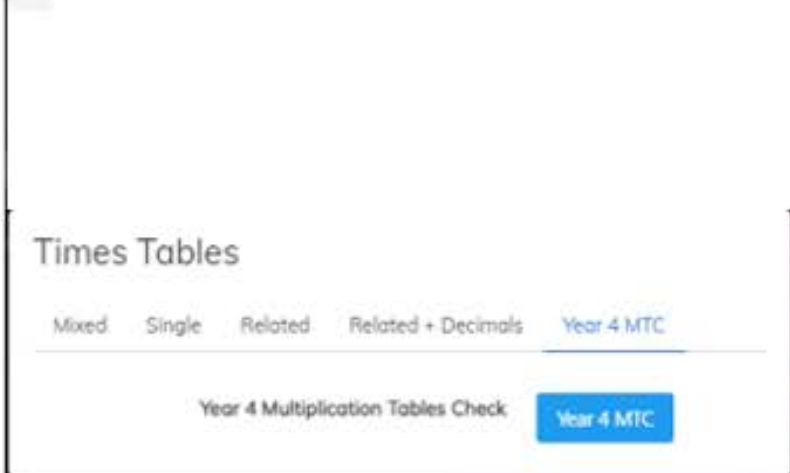 Times Tables
Mixed Single Related Related + Decimals Year 4 MTC
Year 4 Multiplication Tables Check Year 4 MTC